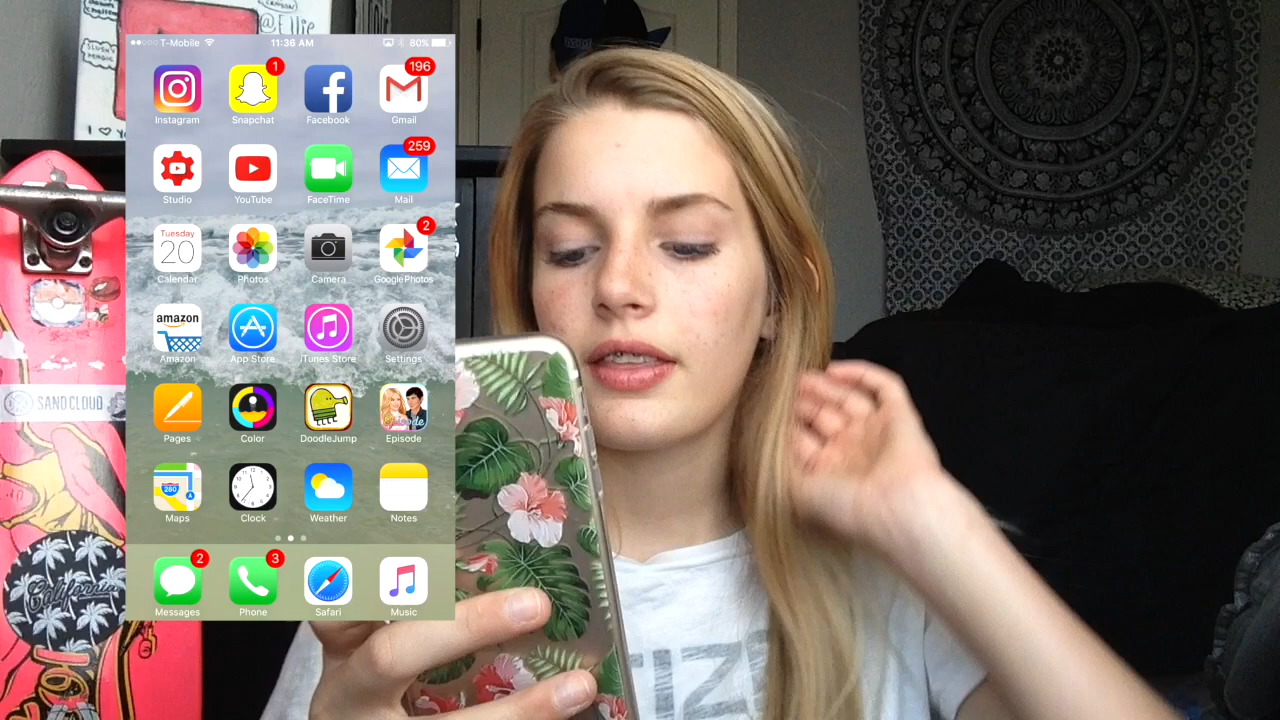 @Ellie
I ♡
T-Mobile 11:36 AM 80%
1 196
Instagram Snapchat Facebook Gmail
259
Studio YouTube FaceTime Mail
Tuesday 2
20
Calendar Photos Camera Google Photos
amazon
Amazon App Store iTunes Store Settings
Pages Color DoodleJump Episode
280
Maps Clock Weather Notes
2 3
Messages Phone Safari Music
SAND CLOUD
California